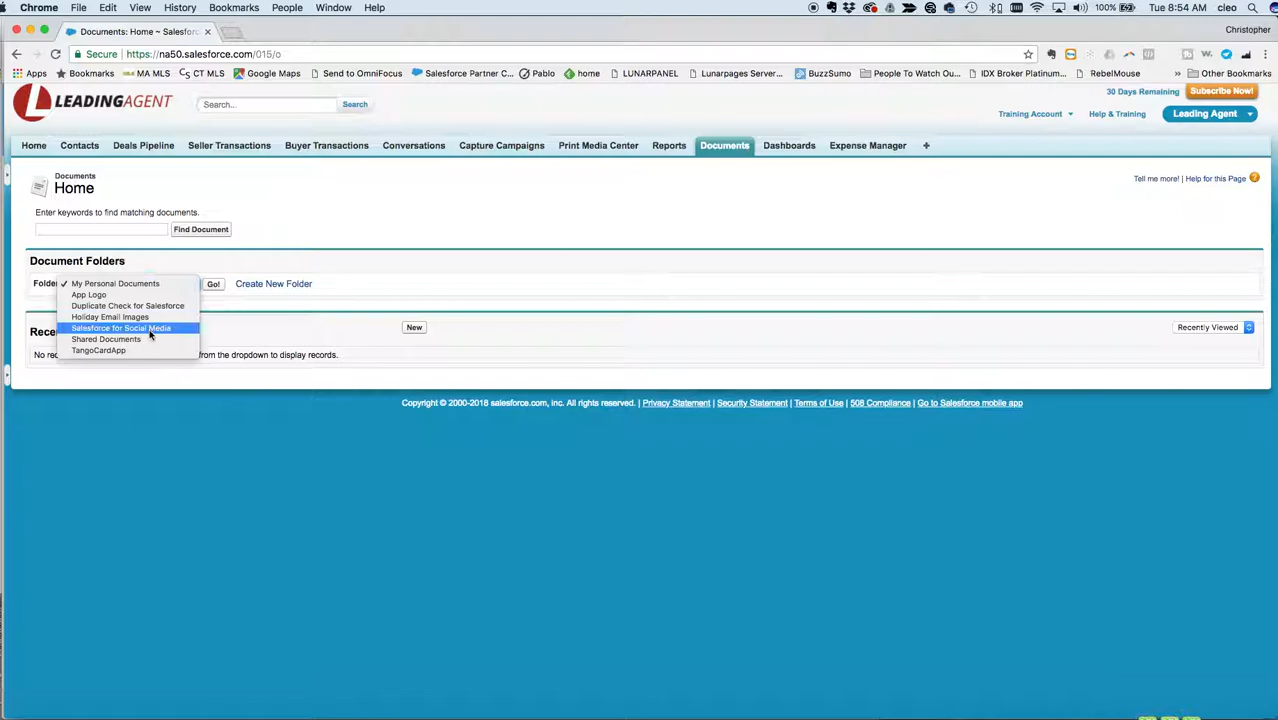 Chrome File Edit View History Bookmarks People Window Help 100% Tue 8:54 AM cleo
Documents: Home ~ Salesforc Christopher
Secure https://na50.salesforce.com/015/o
Apps Bookmarks MA MLS CT MLS Google Maps Send to OmniFocus Salesforce Partner C... Pablo home LUNARPANEL Lunarpages Server... BuzzSumo People To Watch Ou... IDX Broker Platinum... RebelMouse » Other Bookmarks
LEADINGAGENT Search... Search 30 Days Remaining Subscribe Now!
Training Account Help & Training Leading Agent
Home Contacts Deals Pipeline Seller Transactions Buyer Transactions Conversations Capture Campaigns Print Media Center Reports Documents Dashboards Expense Manager +
Documents
Home
Tell me more! | Help for this Page ?
Enter keywords to find matching documents.
Find Document
Document Folders
Folder ✓ My Personal Documents Go! Create New Folder
App Logo
Duplicate Check for Salesforce
Holiday Email Images
Salesforce for Social Media
Shared Documents
TangoCardApp
Rec New Recently Viewed
No rec from the dropdown to display records.
Copyright © 2000-2018 salesforce.com, inc. All rights reserved. | Privacy Statement | Security Statement | Terms of Use | 508 Compliance | Go to Salesforce mobile app